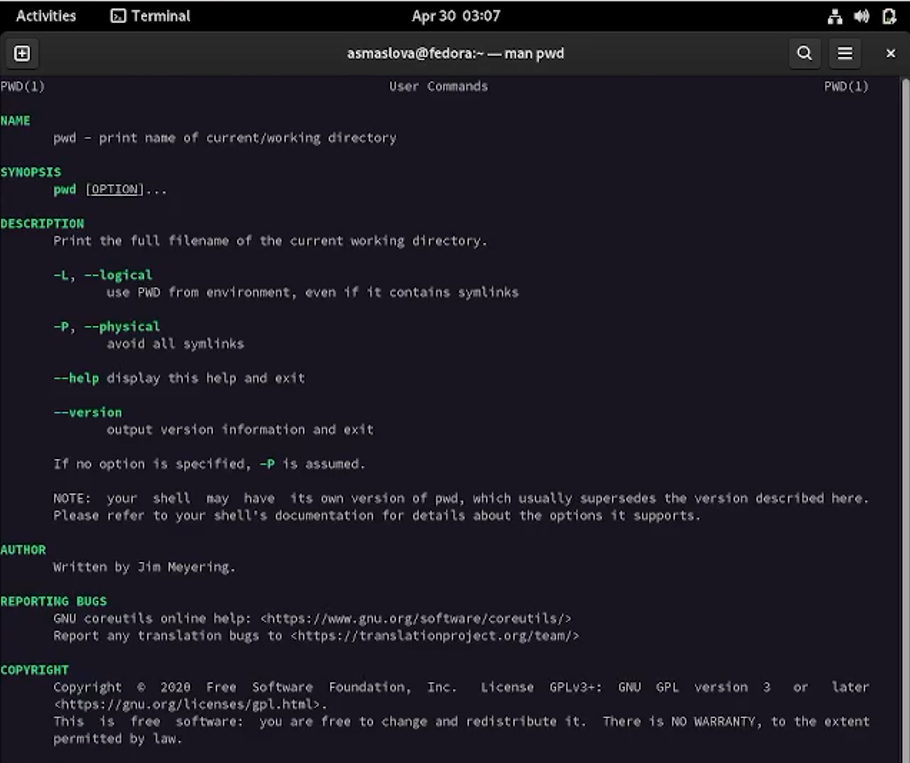 Activities Terminal Apr 30 03:07
asmaslova@fedora:~ — man pwd
PWD(1) User Commands PWD(1)
NAME
pwd - print name of current/working directory
SYNOPSIS
pwd [OPTION]...
DESCRIPTION
Print the full filename of the current working directory.
-L, --logical
use PWD from environment, even if it contains symlinks
-P, --physical
avoid all symlinks
--help display this help and exit
--version
output version information and exit
If no option is specified, -P is assumed.
NOTE: your shell may have its own version of pwd, which usually supersedes the version described here.
Please refer to your shell's documentation for details about the options it supports.
AUTHOR
Written by Jim Meyering.
REPORTING BUGS
GNU coreutils online help: <https://www.gnu.org/software/coreutils/>
Report any translation bugs to <https://translationproject.org/team/>
COPYRIGHT
Copyright © 2020 Free Software Foundation, Inc. License GPLv3+: GNU GPL version 3 or later
<https://gnu.org/licenses/gpl.html>.
This is free software: you are free to change and redistribute it. There is NO WARRANTY, to the extent
permitted by law.